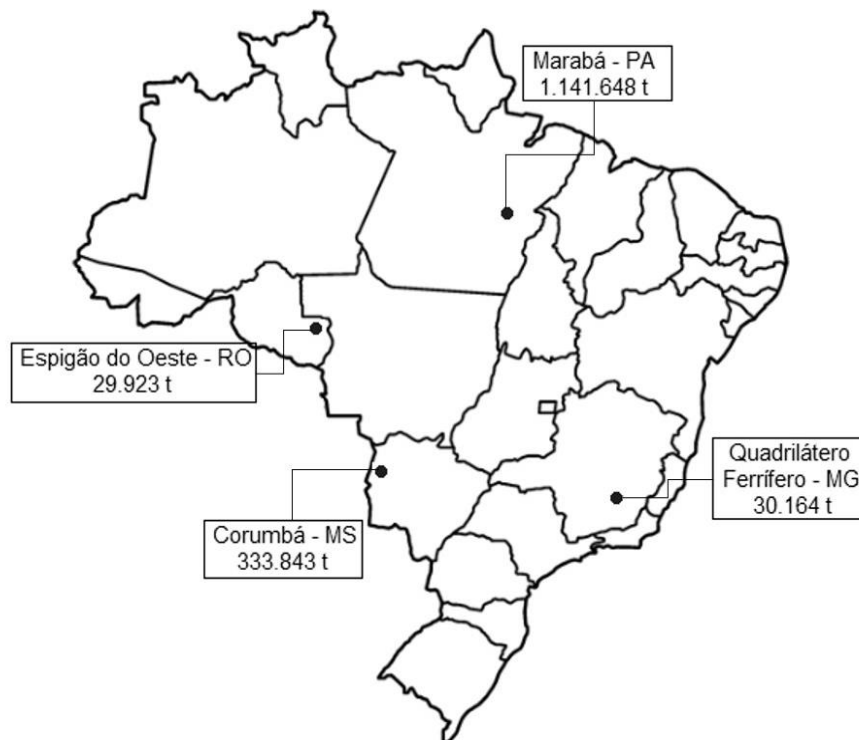 Marabá - PA
1.141.648 t
Espigão do Oeste - RO
29.923 t
Quadrilátero
Ferrífero - MG
30.164 t
Corumbá - MS
333.843 t